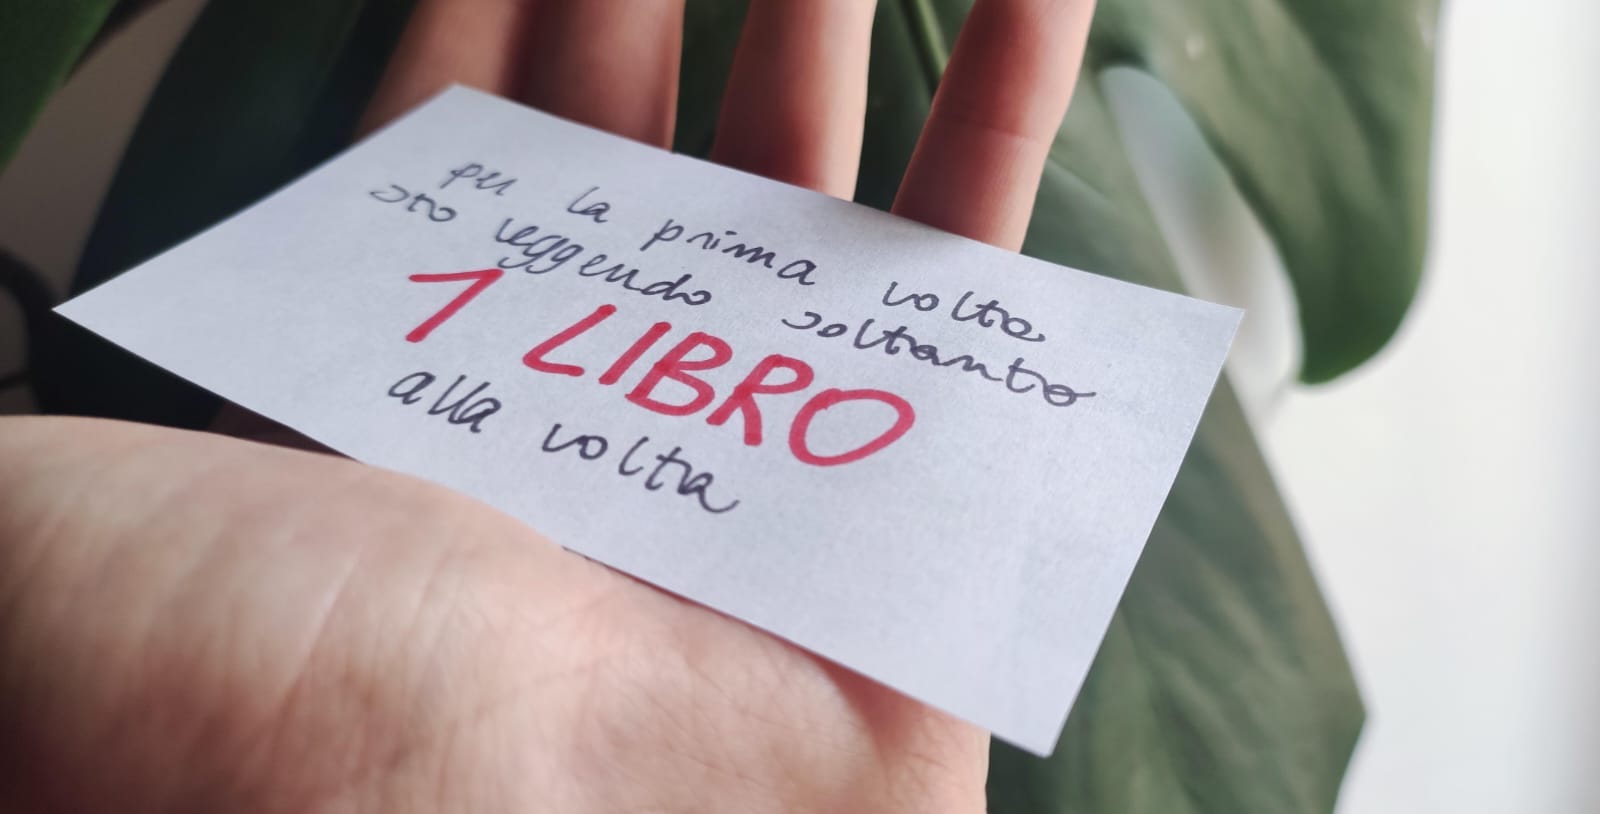 per la prima volta
sto leggendo soltanto
1 LIBRO
alla volta